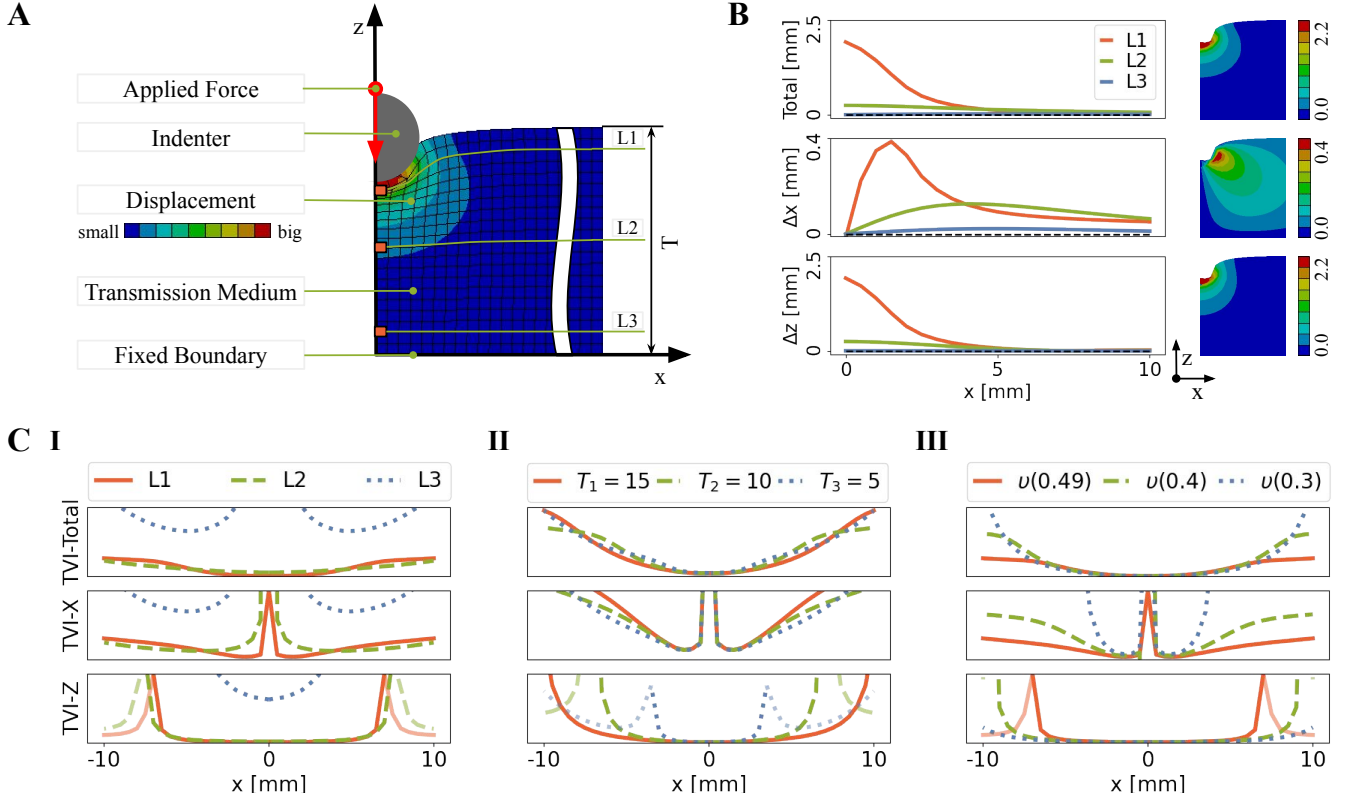 A
z
Applied Force
Indenter
Displacement
small
big
Transmission Medium
Fixed Boundary
L1
L2
L3
T
x
B
2.5
0
Total [mm]
L1
L2
L3
2.2
0.0
0.4
0
Δx [mm]
0.4
0.0
2.5
0
Δz [mm]
2.2
0.0
0
5
10
x [mm]
z
x
C
I
L1
L2
L3
TVI-Total
TVI-X
TVI-Z
-10
0
10
x [mm]
II
T₁ = 15
T₂ = 10
T₃ = 5
-10
0
10
x [mm]
III
υ(0.49)
υ(0.4)
υ(0.3)
-10
0
10
x [mm]